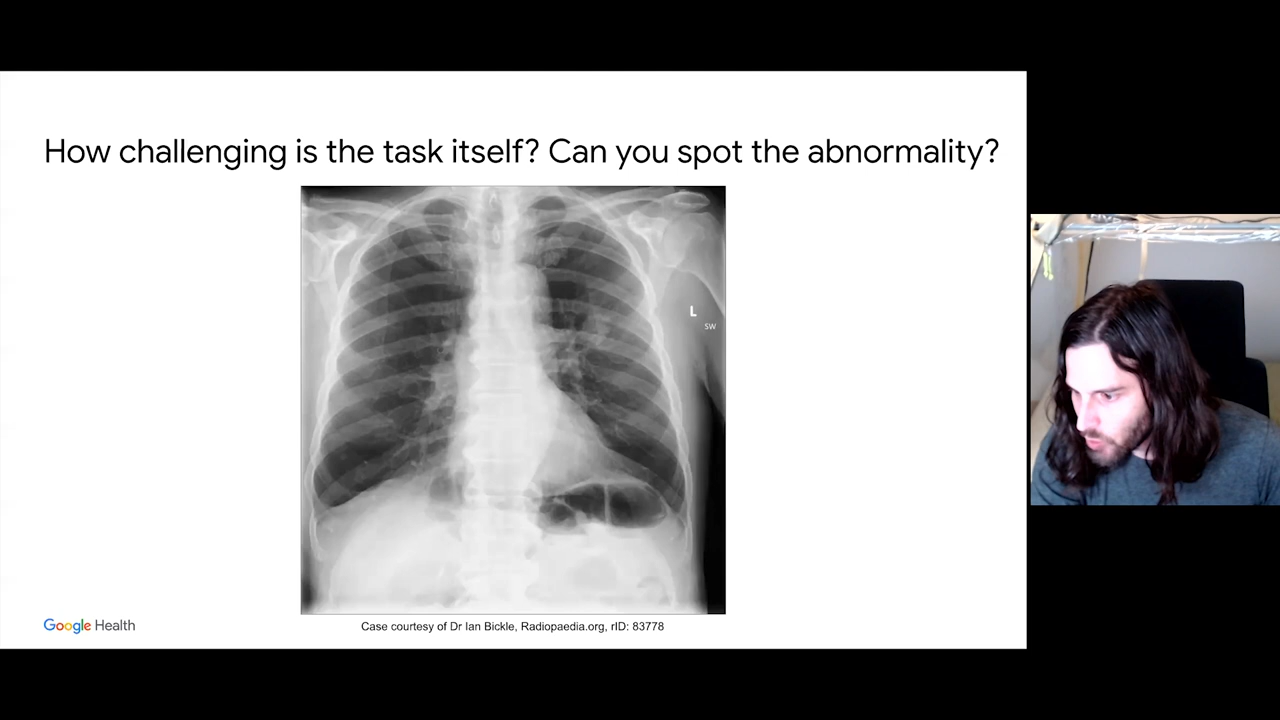 How challenging is the task itself? Can you spot the abnormality?
L
SW
Google Health
Case courtesy of Dr Ian Bickle, Radiopaedia.org, rID: 83778